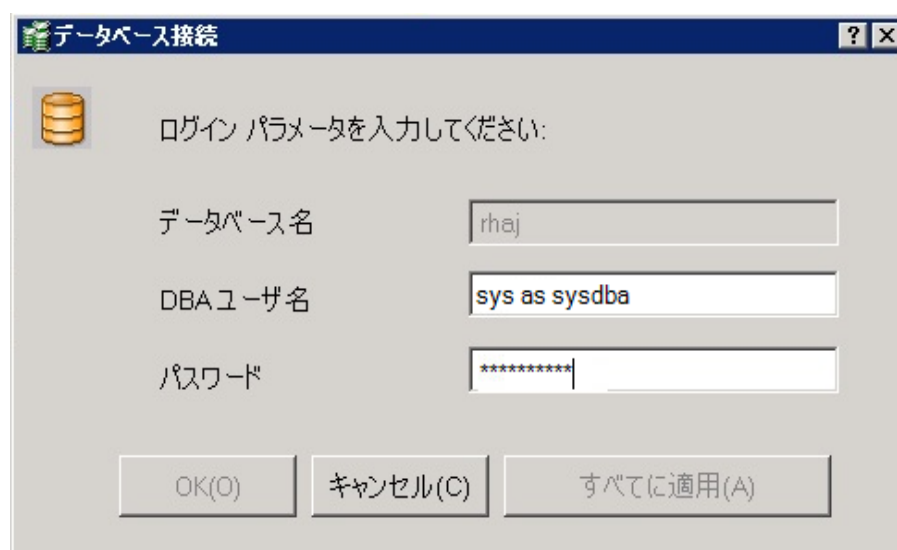 データベース接続
ログイン パラメータを入力してください:
データベース名 rhaj
DBAユーザ名 sys as sysdba
パスワード **********
OK(O) キャンセル(C) すべてに適用(A)